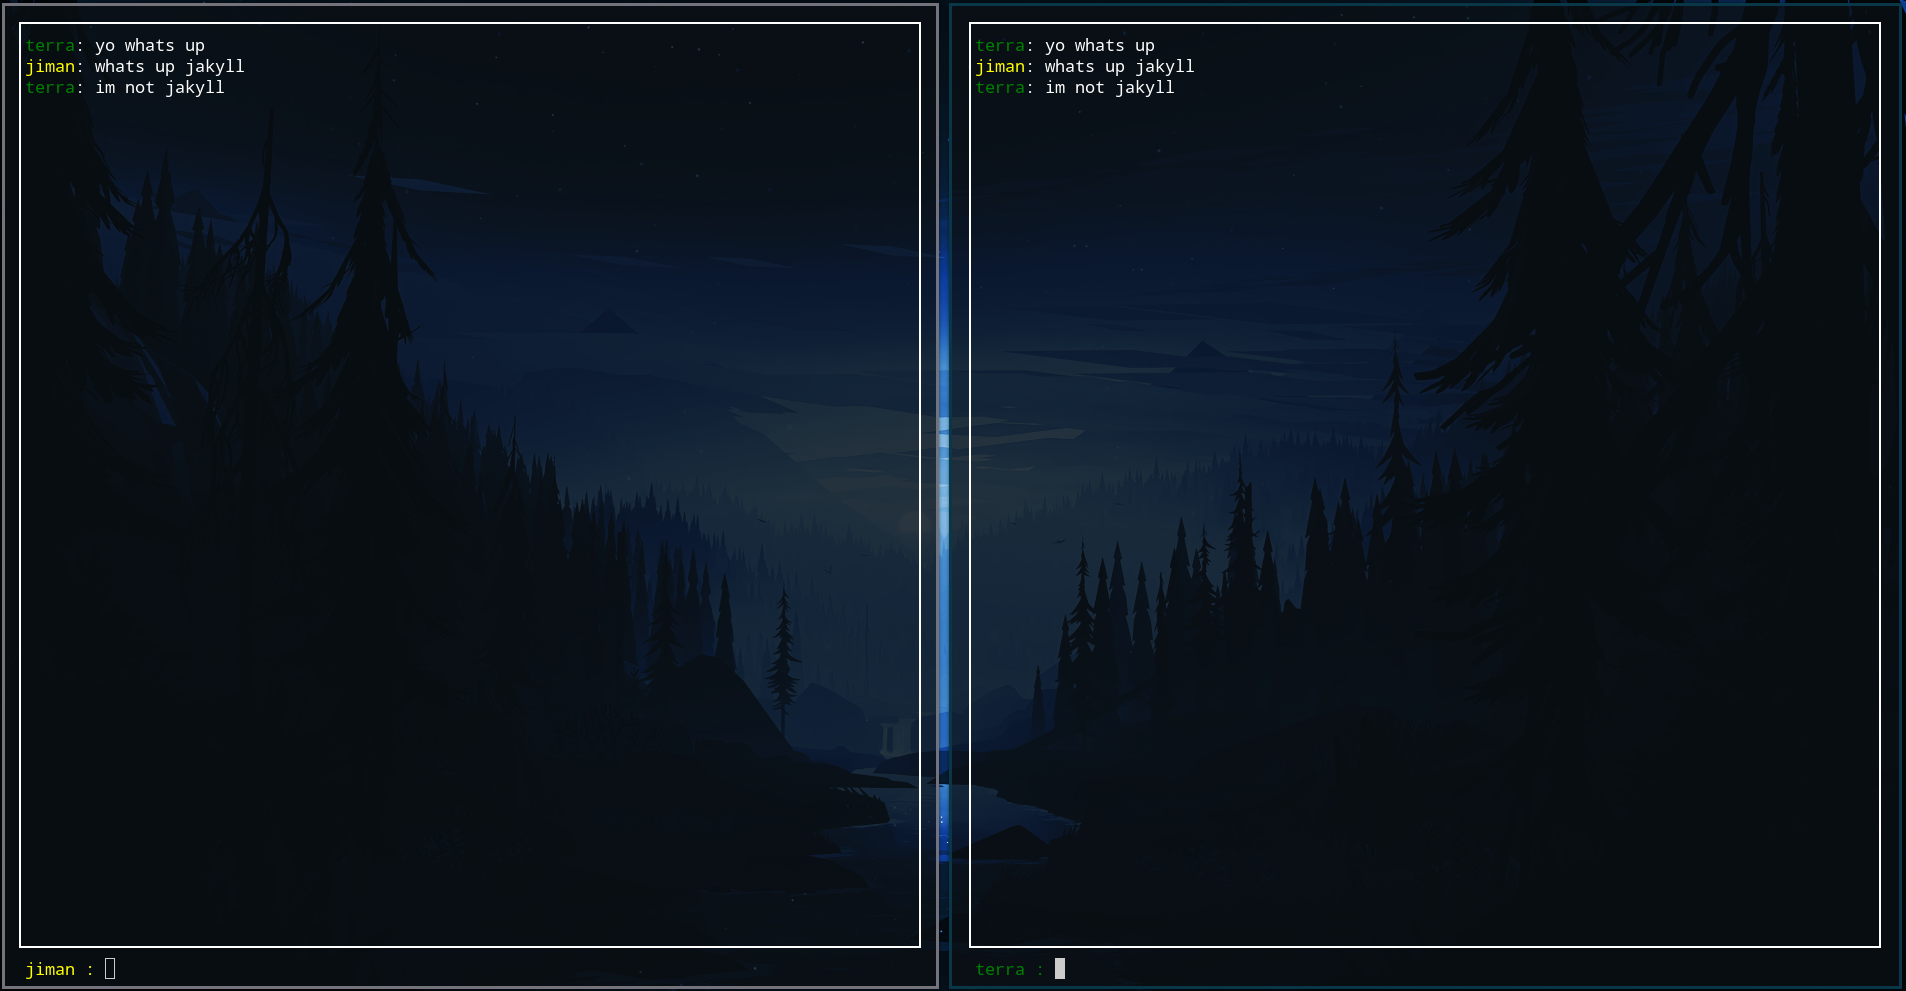 terra: yo whats up
jiman: whats up jakyll
terra: im not jakyll
jiman :
terra: yo whats up
jiman: whats up jakyll
terra: im not jakyll
terra :